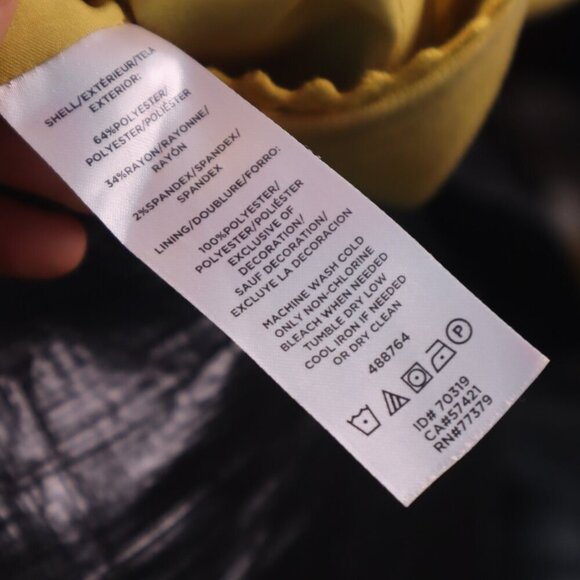 SHELL/EXTÉRIEUR/TELA
EXTERIOR:
64%POLYESTER/
POLYESTER/POLIÉSTER
34%RAYON/RAYONNE/
RAYÓN
2%SPANDEX/SPANDEX/
SPANDEX
LINING/DOUBLURE/FORRO:
100%POLYESTER/
POLYESTER/POLIÉSTER
EXCLUSIVE OF
DECORATION/
SAUF DECORATION/
EXCLUYE LA DECORACION
MACHINE WASH COLD
ONLY NON-CHLORINE
BLEACH WHEN NEEDED
TUMBLE DRY LOW
COOL IRON IF NEEDED
OR DRY CLEAN
488764
P
ID# 70319
CA#57421
RN#77379